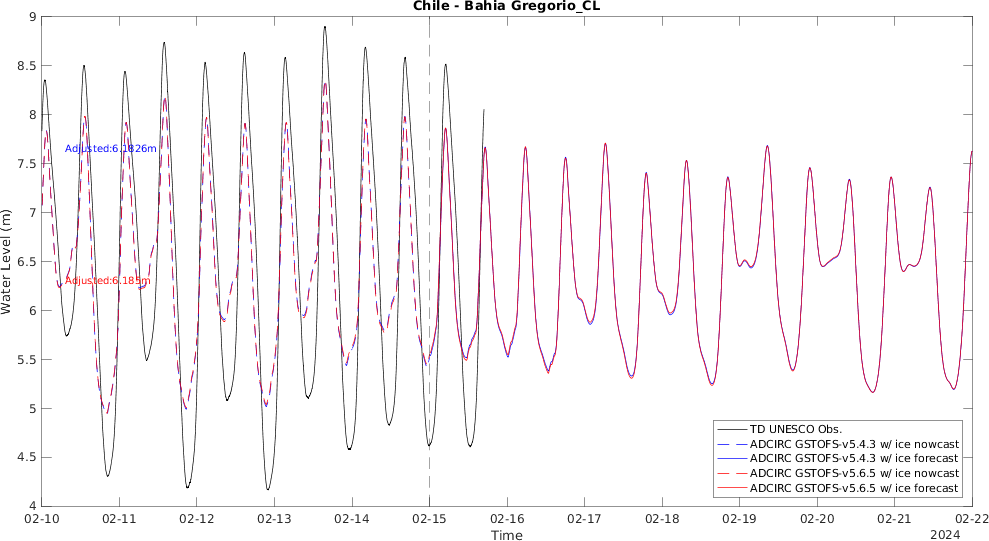 Chile - Bahia Gregorio_CL
9
8.5
8
7.5
7
6.5
6
5.5
5
4.5
4
Water Level (m)
Adjusted:6.1826m
Adjusted:6.185m
TD UNESCO Obs.
ADCIRC GSTOFS-v5.4.3 w/ ice nowcast
ADCIRC GSTOFS-v5.4.3 w/ ice forecast
ADCIRC GSTOFS-v5.6.5 w/ ice nowcast
ADCIRC GSTOFS-v5.6.5 w/ ice forecast
02-10 02-11 02-12 02-13 02-14 02-15 02-16 02-17 02-18 02-19 02-20 02-21 02-22
Time
2024